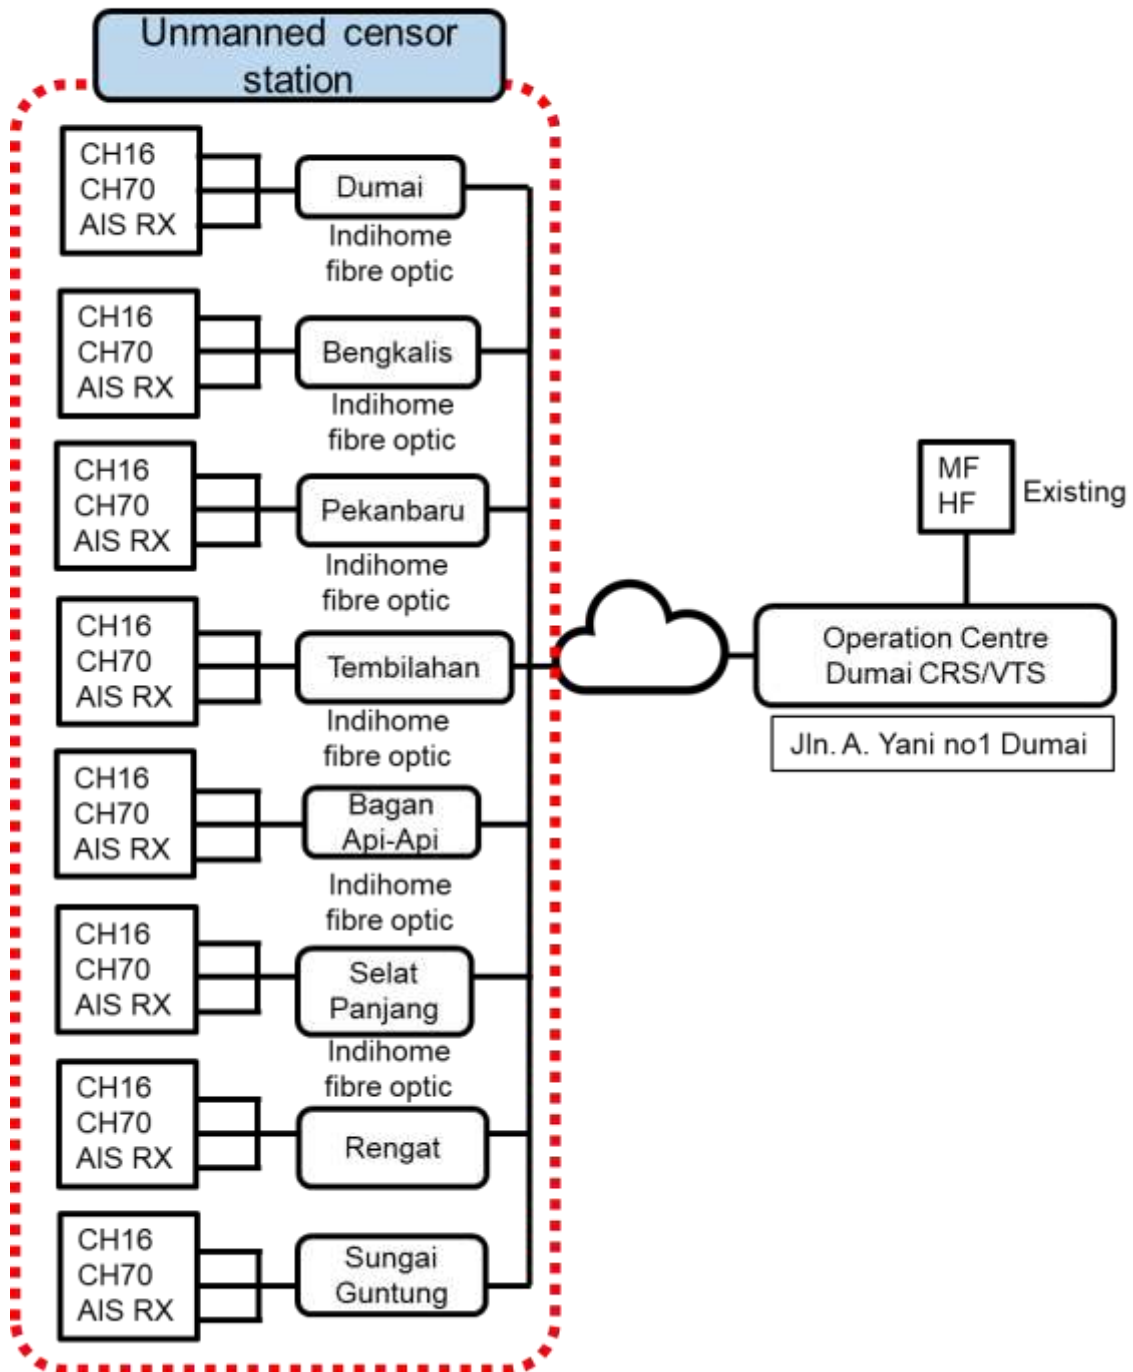 Unmanned censor
station
CH16
CH70
AIS RX
Dumai
Indihome
fibre optic
CH16
CH70
AIS RX
Bengkalis
Indihome
fibre optic
CH16
CH70
AIS RX
Pekanbaru
Indihome
fibre optic
CH16
CH70
AIS RX
Tembilahan
Indihome
fibre optic
CH16
CH70
AIS RX
Bagan
Api-Api
Indihome
fibre optic
CH16
CH70
AIS RX
Selat
Panjang
Indihome
fibre optic
CH16
CH70
AIS RX
Rengat
CH16
CH70
AIS RX
Sungai
Guntung
MF
HF
Existing
Operation Centre
Dumai CRS/VTS
Jln. A. Yani no1 Dumai